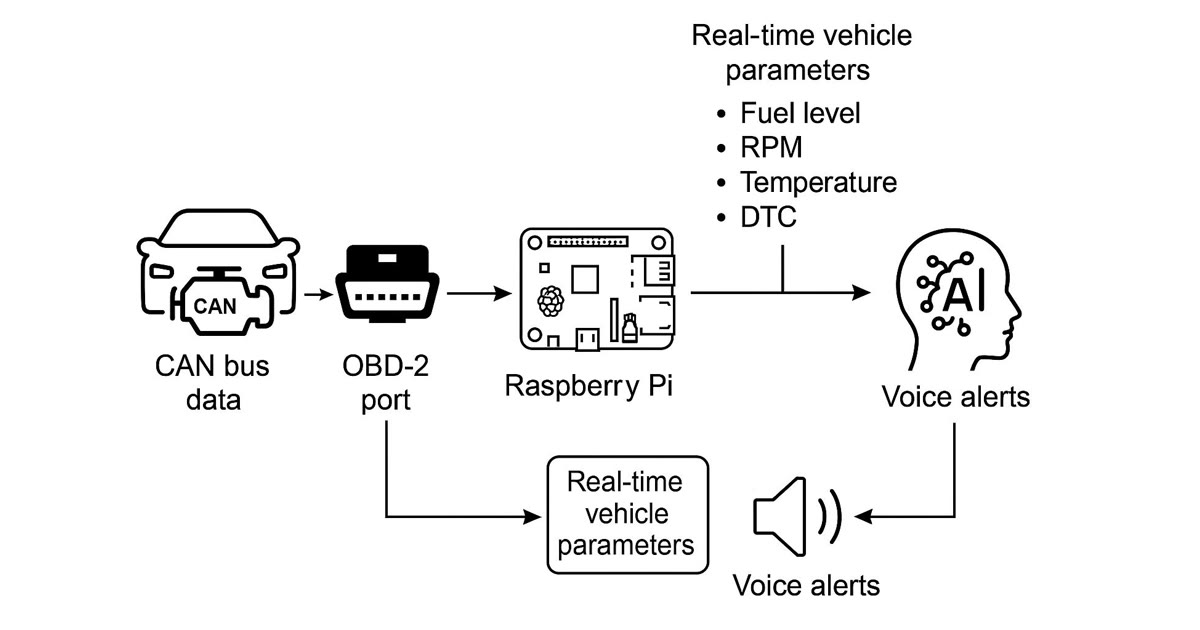 Real-time vehicle
parameters
• Fuel level
• RPM
• Temperature
• DTC
CAN
AI
CAN bus
data
OBD-2
port
Raspberry Pi
Voice alerts
Real-time
vehicle
parameters
Voice alerts